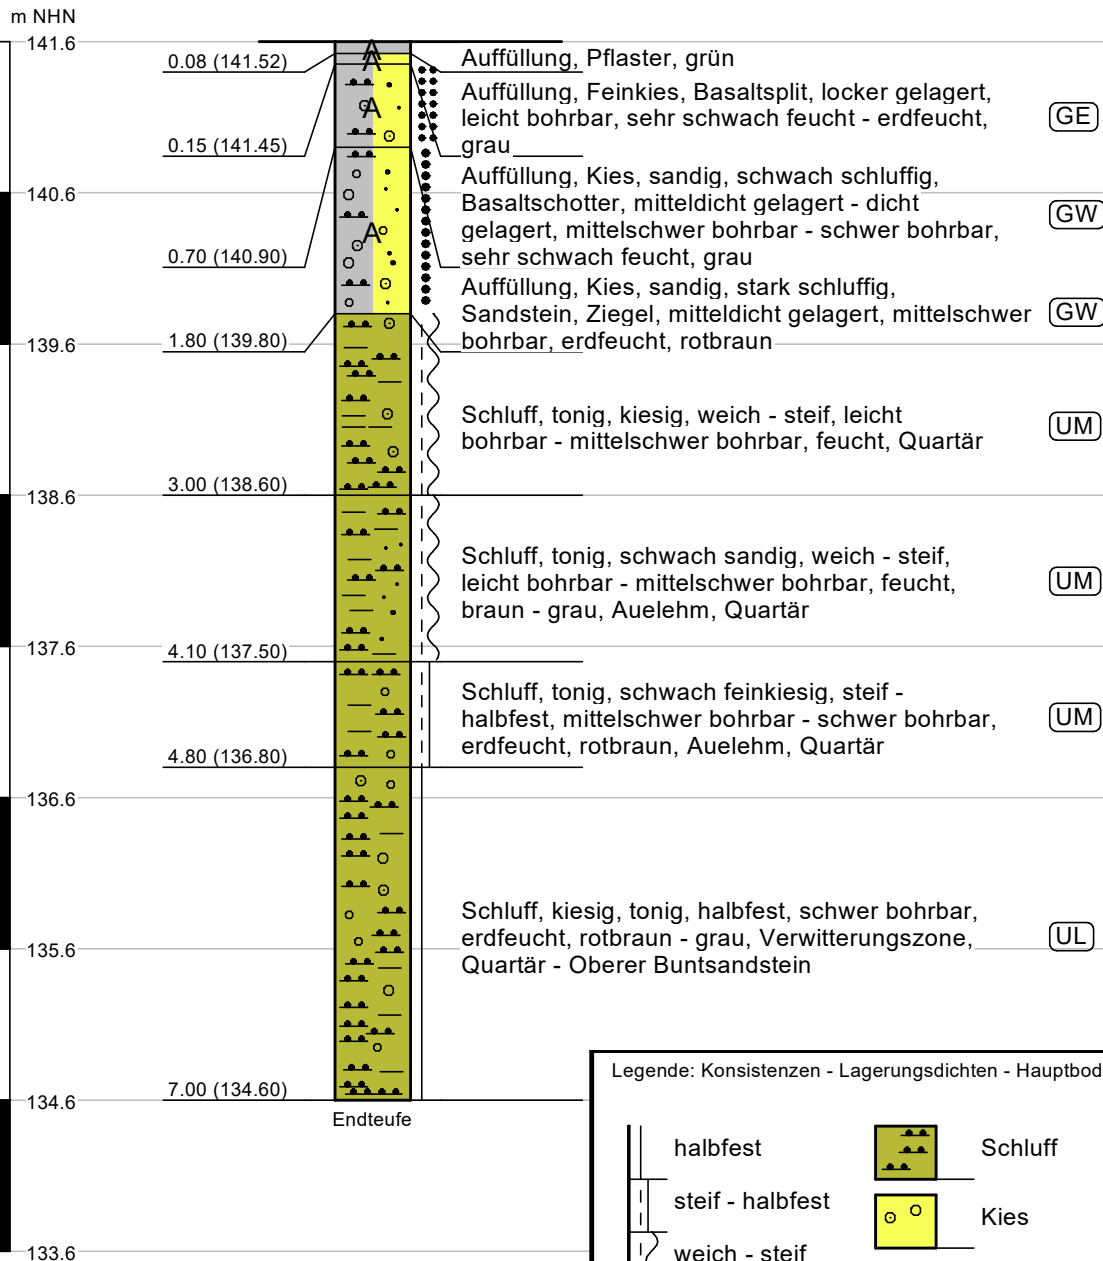 m NHN
141.6
0.08 (141.52)
A
A
Auffüllung, Pflaster, grün
Auffüllung, Feinkies, Basaltsplit, locker gelagert,
leicht bohrbar, sehr schwach feucht - erdfeucht,
grau
GE
A
0.15 (141.45)
140.6
Auffüllung, Kies, sandig, schwach schluffig,
Basaltschotter, mitteldicht gelagert - dicht
gelagert, mittelschwer bohrbar - schwer bohrbar,
sehr schwach feucht, grau
GW
A
0.70 (140.90)
Auffüllung, Kies, sandig, stark schluffig,
Sandstein, Ziegel, mitteldicht gelagert, mittelschwer
bohrbar, erdfeucht, rotbraun
GW
1.80 (139.80)
139.6
Schluff, tonig, kiesig, weich - steif, leicht
bohrbar - mittelschwer bohrbar, feucht, Quartär
UM
3.00 (138.60)
138.6
Schluff, tonig, schwach sandig, weich - steif,
leicht bohrbar - mittelschwer bohrbar, feucht,
braun - grau, Auelehm, Quartär
UM
137.6
4.10 (137.50)
Schluff, tonig, schwach feinkiesig, steif -
halbfest, mittelschwer bohrbar - schwer bohrbar,
erdfeucht, rotbraun, Auelehm, Quartär
UM
4.80 (136.80)
136.6
Schluff, kiesig, tonig, halbfest, schwer bohrbar,
erdfeucht, rotbraun - grau, Verwitterungszone,
Quartär - Oberer Buntsandstein
UL
135.6
7.00 (134.60)
134.6
Endteufe
133.6
Legende: Konsistenzen - Lagerungsdichten - Hauptbod
halbfest
Schluff
steif - halbfest
Kies
weich - steif